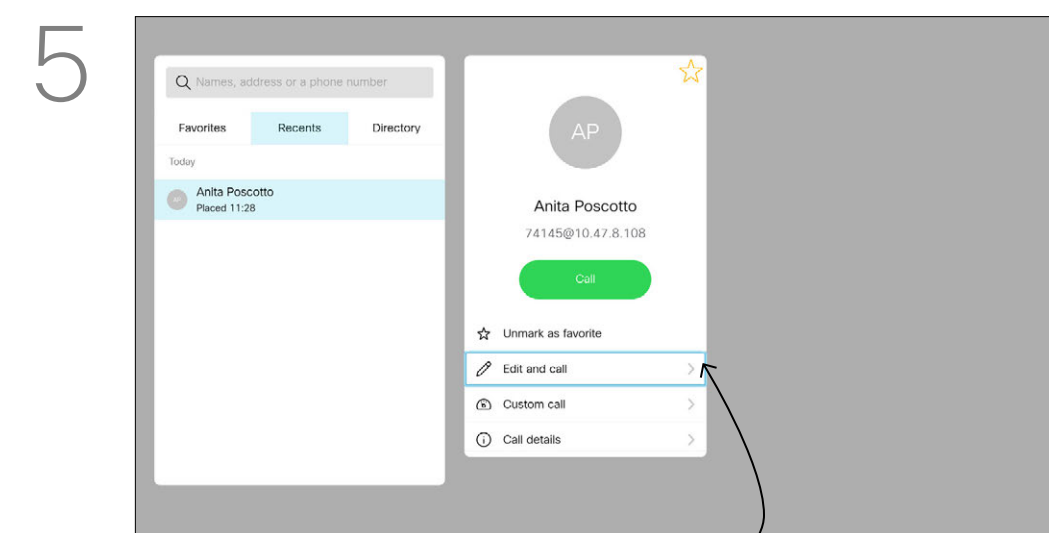 5
Names, address or a phone number
Favorites Recents Directory
Today
AP
Anita Poscotto
Placed 11:28
AP
Anita Poscotto
74145@10.47.8.108
Call
Unmark as favorite
Edit and call
Custom call
Call details